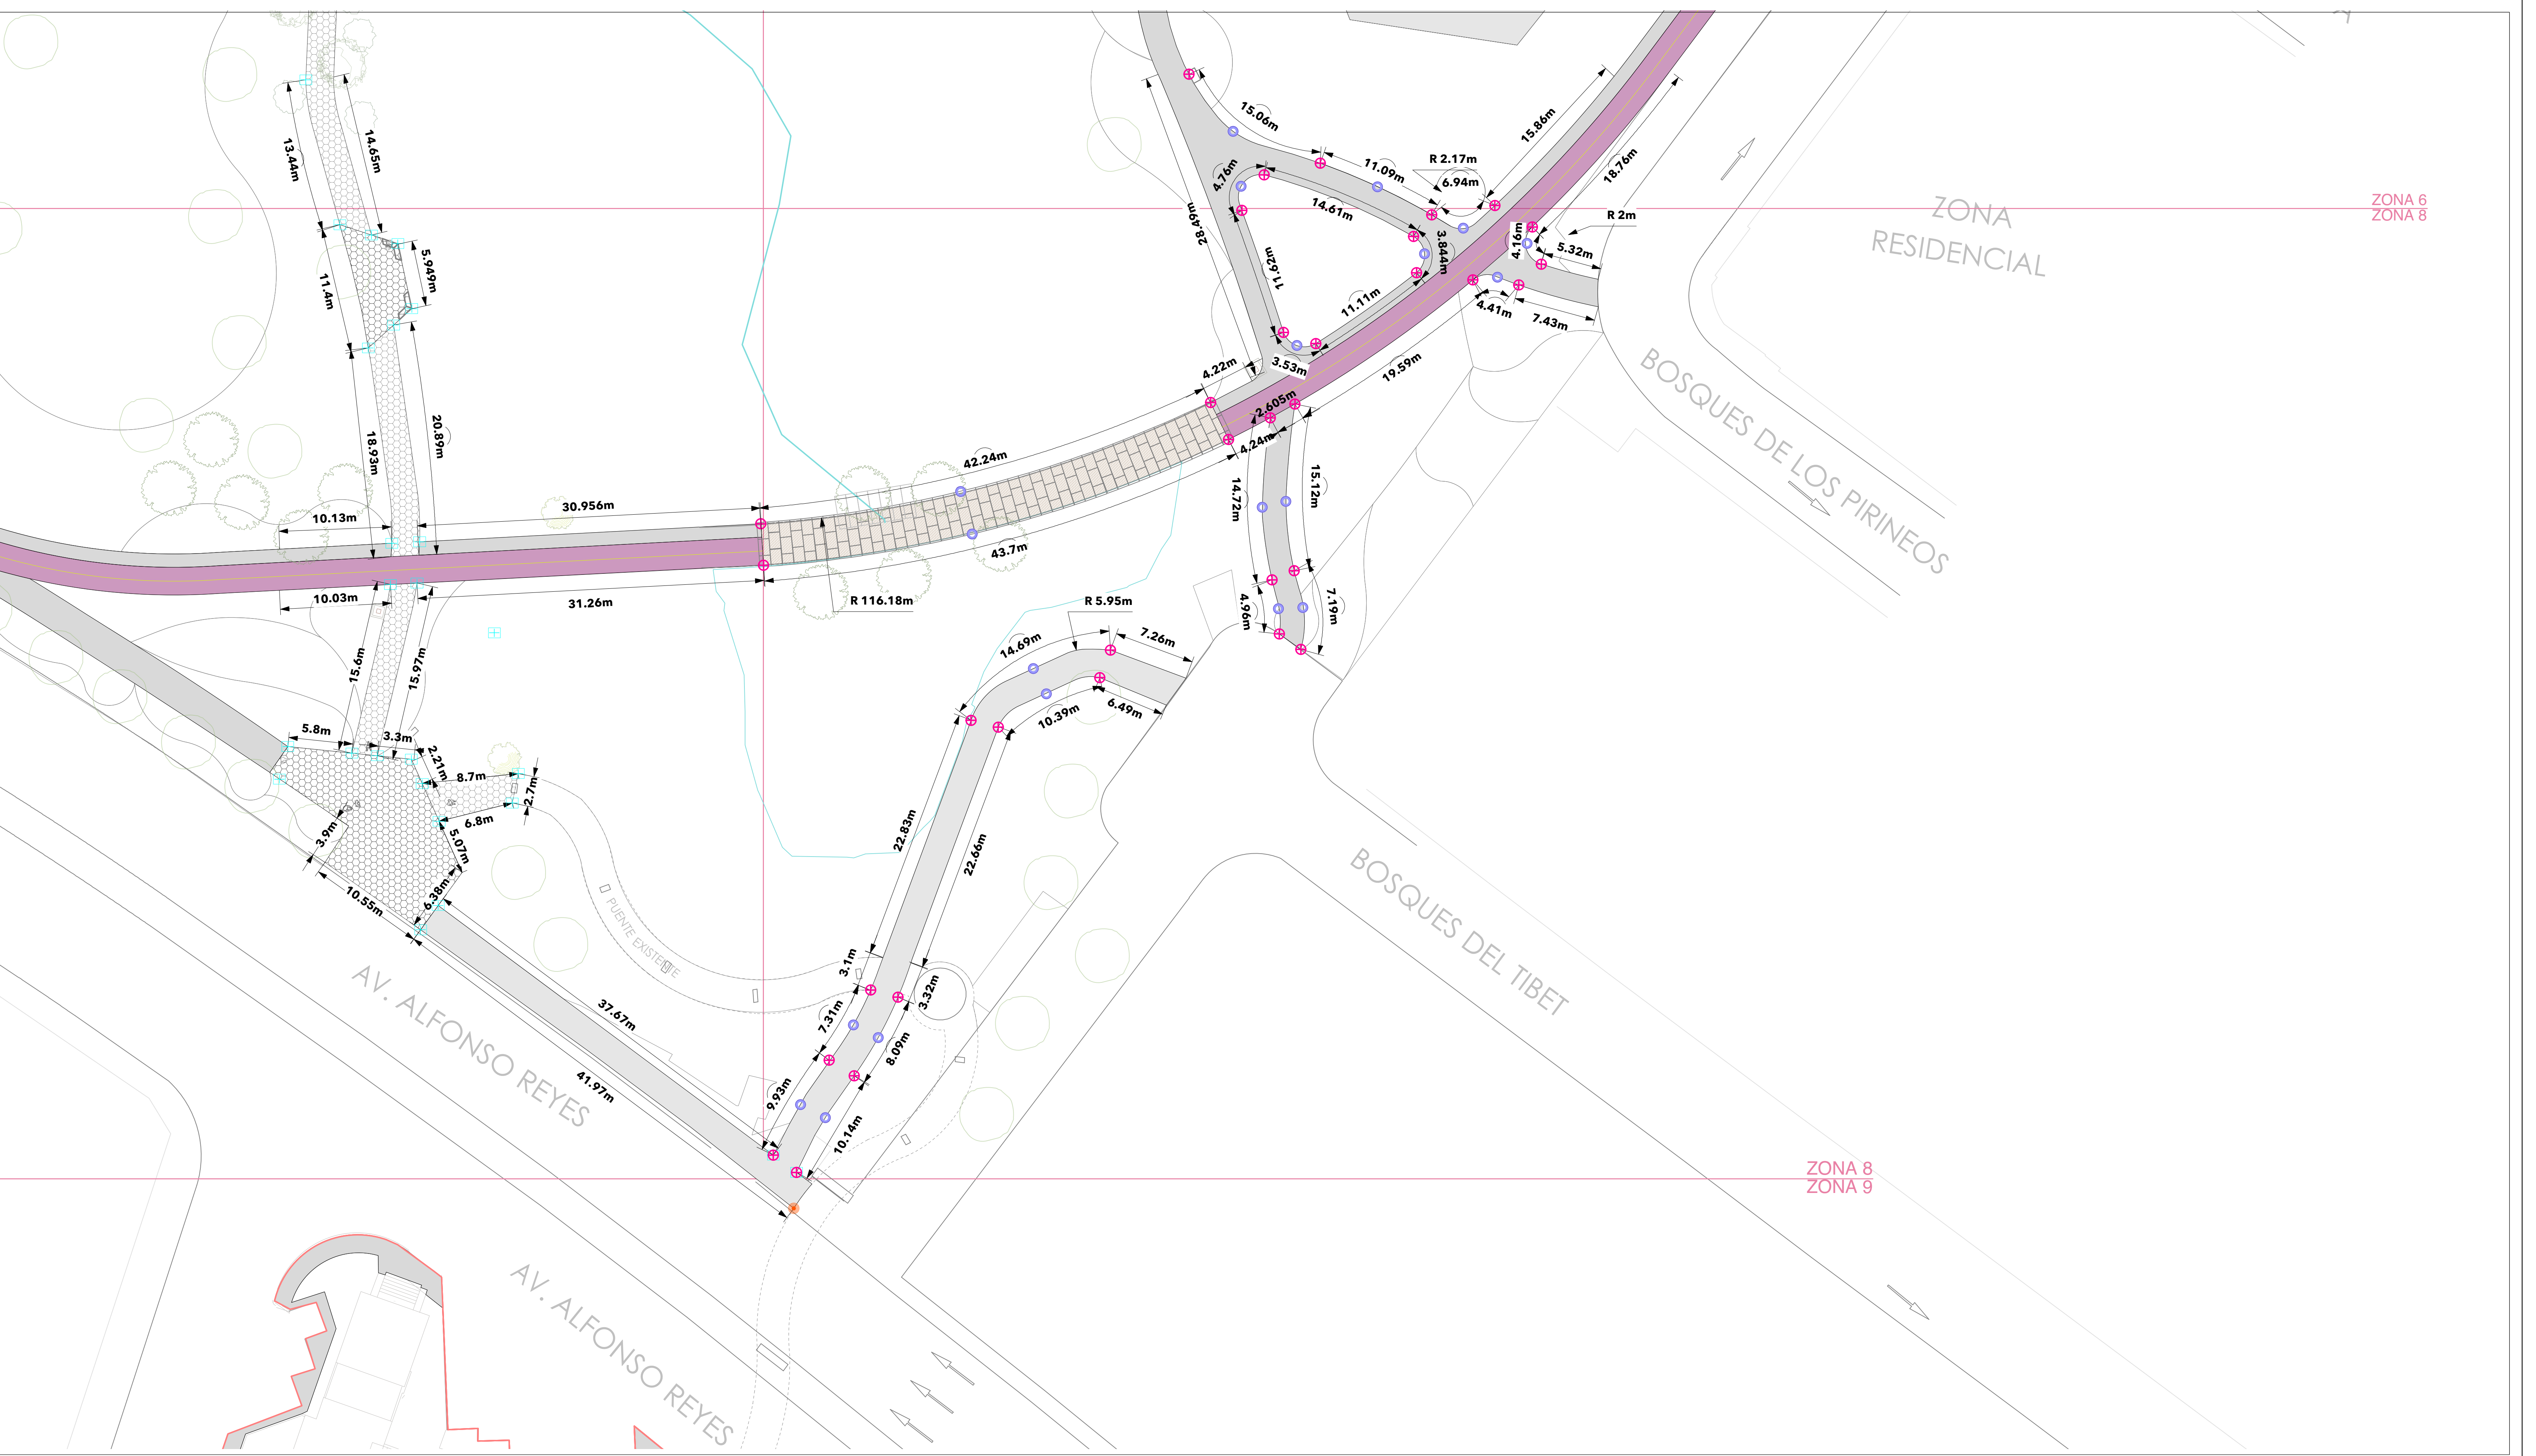 13.44m
14.65m
15.06m
15.86m
11.09m
R 2.17m
6.94m
18.76m
4.76m
ZONA 6
ZONA 8
ZONA
RESIDENCIAL
14.61m
28.49m
R 2m
4.16m
3.844m
5.32m
11.4m
5.949m
11.62m
11.11m
4.41m
7.43m
4.22m
3.53m
19.59m
BOSQUES DE LOS PIRINEOS
18.93m
20.89m
2.605m
4.24m
42.24m
14.72m
15.12m
30.956m
10.13m
43.7m
10.03m
31.26m
R 116.18m
R 5.95m
4.96m
7.19m
15.6m
15.97m
14.69m
7.26m
10.39m
6.49m
5.8m
3.3m
2.21m
8.7m
2.7m
6.8m
3.9m
5.07m
10.55m
6.38m
22.83m
22.66m
PUENTE EXISTENTE
3.1m
3.32m
BOSQUES DEL TIBET
AV. ALFONSO REYES
37.67m
7.31m
8.09m
41.97m
9.93m
10.14m
ZONA 8
ZONA 9
AV. ALFONSO REYES